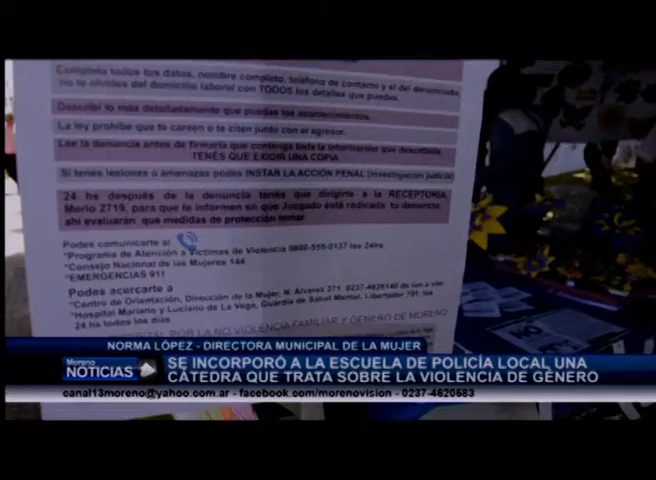 Completa todos tus datos, nombre completo, teléfono de contacto y el del denunciado,
no te olvides del domicilio laboral con TODOS los detalles que puedas.
Describí lo más detalladamente que puedas los acontecimientos.
La ley prohíbe que te careen o te citen junto con el agresor.
Lee la denuncia antes de firmarla que contenga toda la información que describiste
TENÉS QUE EXIGIR UNA COPIA
Si tenés lesiones o amenazas podes INSTAR LA ACCIÓN PENAL (investigación judicial)
24 hs después de la denuncia tenés que dirigirte a la RECEPTORIA,
Merlo 2719, para que te informen en que Juzgado está radicada tu denuncia,
ahí evaluarán que medidas de protección tomar.
Podes comunicarte al
*Programa de Atención a Víctimas de Violencia 0800-555-0137 las 24hs
*Consejo Nacional de las Mujeres 144
*EMERGENCIAS 911
Podés acercarte a
*Centro de Orientación, Dirección de la Mujer, N. Alvarez 371 0237-4626140 de lun a vier
*Hospital Mariano y Luciano de La Vega, Guardia de Salud Mental, Libertador 701, las
24 hs todos los días
POR LA NO VIOLENCIA FAMILIAR Y GÉNERO DE MORENO
NORMA LÓPEZ - DIRECTORA MUNICIPAL DE LA MUJER
Moreno
NOTICIAS
SE INCORPORÓ A LA ESCUELA DE POLICÍA LOCAL UNA
CÁTEDRA QUE TRATA SOBRE LA VIOLENCIA DE GÉNERO
canal13moreno@yahoo.com.ar - facebook.com/morenovision - 0237-4620683